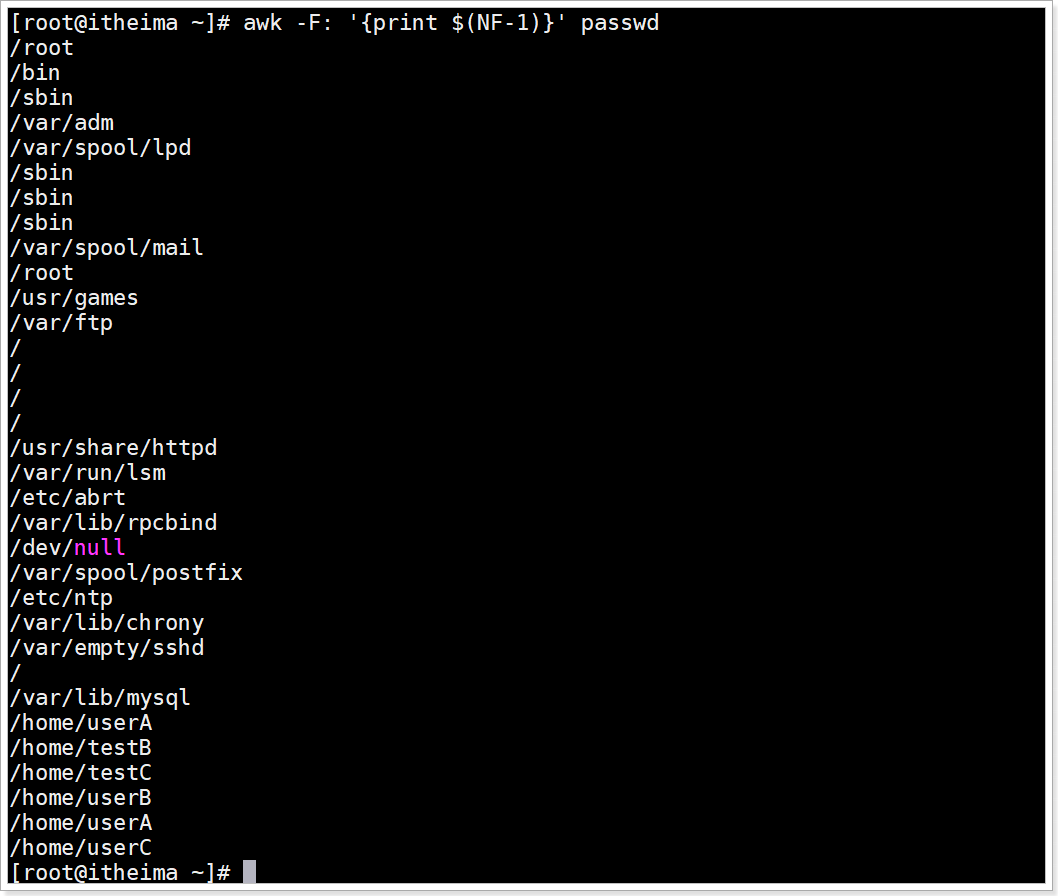 [root@itheima ~]# awk -F: '{print $(NF-1)}' passwd
/root
/bin
/sbin
/var/adm
/var/spool/lpd
/sbin
/sbin
/sbin
/var/spool/mail
/root
/usr/games
/var/ftp
/
/
/
/
/usr/share/httpd
/var/run/lsm
/etc/abrt
/var/lib/rpcbind
/dev/null
/var/spool/postfix
/etc/ntp
/var/lib/chrony
/var/empty/sshd
/
/var/lib/mysql
/home/userA
/home/testB
/home/testC
/home/userB
/home/userA
/home/userC
[root@itheima ~]#